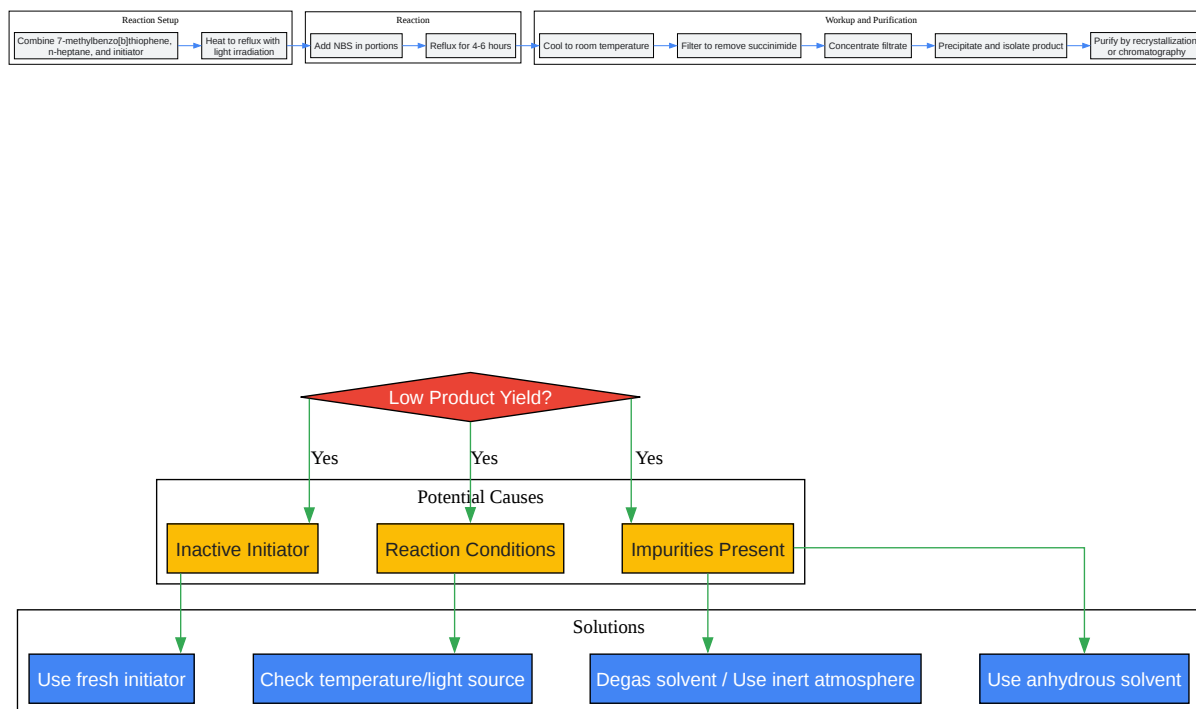 Reaction Setup
Combine 7-methylbenzo[b]thiophene,
n-heptane, and initiator
Heat to reflux with
light irradiation
Reaction
Add NBS in portions
Reflux for 4-6 hours
Workup and Purification
Cool to room temperature
Filter to remove succinimide
Concentrate filtrate
Precipitate and isolate product
Purify by recrystallization
or chromatography
Low Product Yield?
Yes
Yes
Yes
Potential Causes
Inactive Initiator
Reaction Conditions
Impurities Present
Solutions
Use fresh initiator
Check temperature/light source
Degas solvent / Use inert atmosphere
Use anhydrous solvent